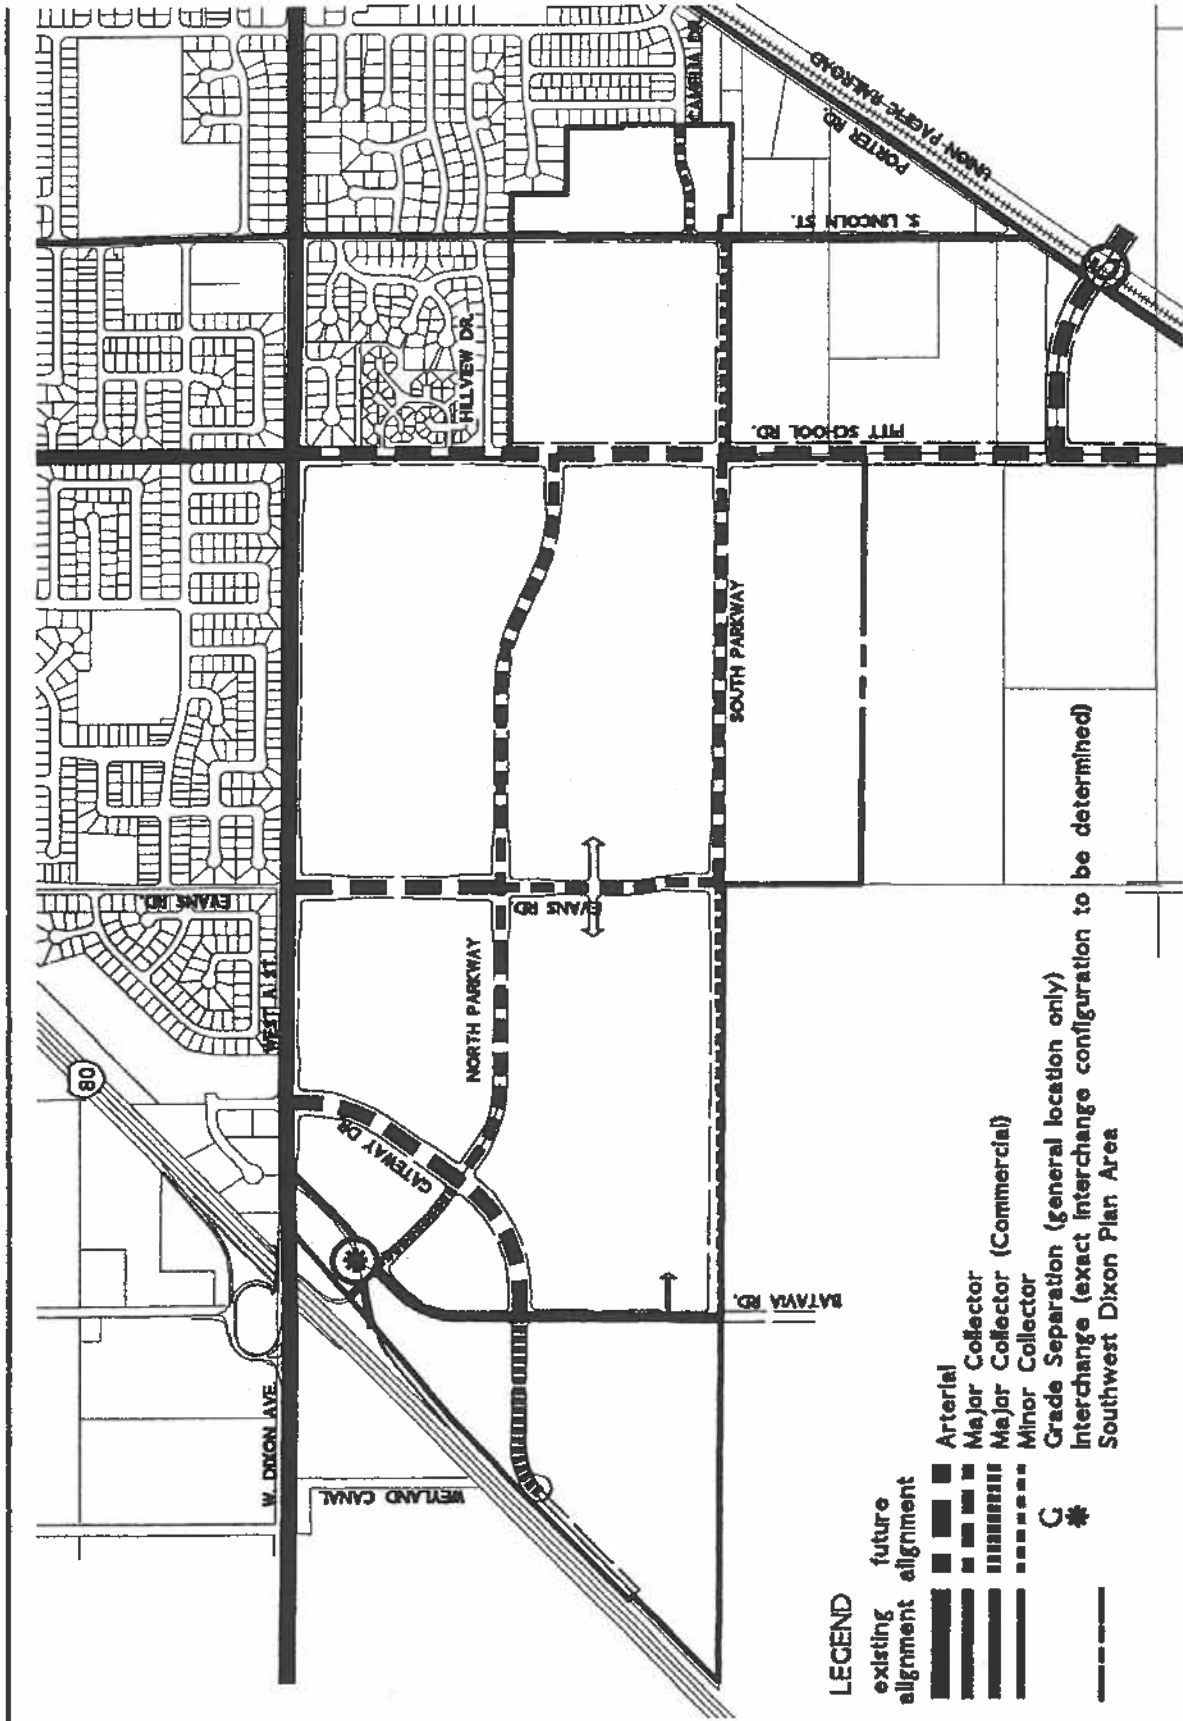 CAMELLIA DR.
UNION PACIFIC RAILROAD
PORTER RD.
S. LINCOLN ST.
G
HILLVIEW DR.
PITT SCHOOL RD.
SOUTH PARKWAY
EVANS RD.
EVANS RD.
WEST A ST.
NORTH PARKWAY
80
GATEWAY DR.
BATAVIA RD.
W. DIXON AVE.
WEYLAND CANAL
LEGEND
existing alignment
future alignment
Arterial
Major Collector
Major Collector (Commercial)
Minor Collector
G Grade Separation (general location only)
Interchange (exact interchange configuration to be determined)
Southwest Dixon Plan Area